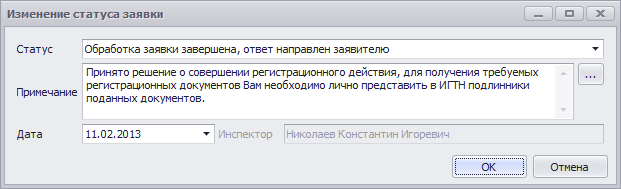 Изменение статуса заявки
Статус
Обработка заявки завершена, ответ направлен заявителю
Примечание
Принято решение о совершении регистрационного действия, для получения требуемых
регистрационных документов Вам необходимо лично представить в ИГТН подлинники
поданных документов.
...
Дата
11.02.2013
Инспектор
Николаев Константин Игоревич
OK
Отмена